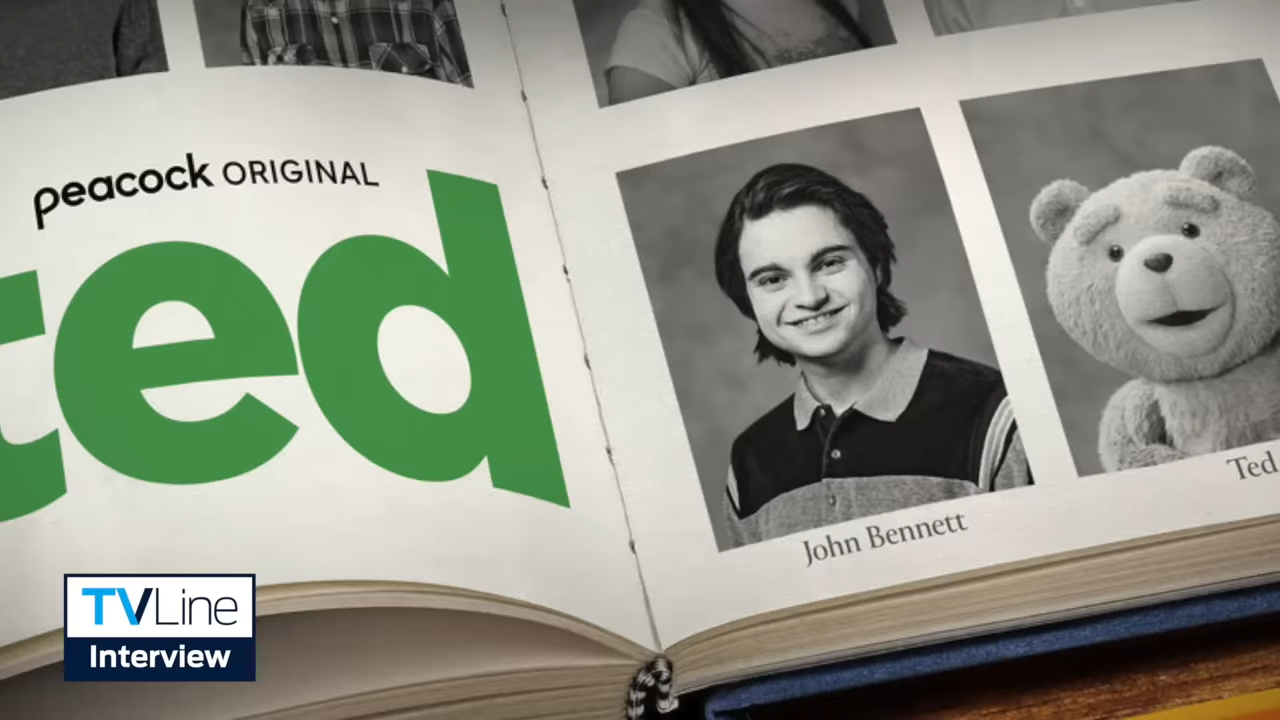 peacock ORIGINAL
ted
John Bennett
Ted
TVLine
Interview